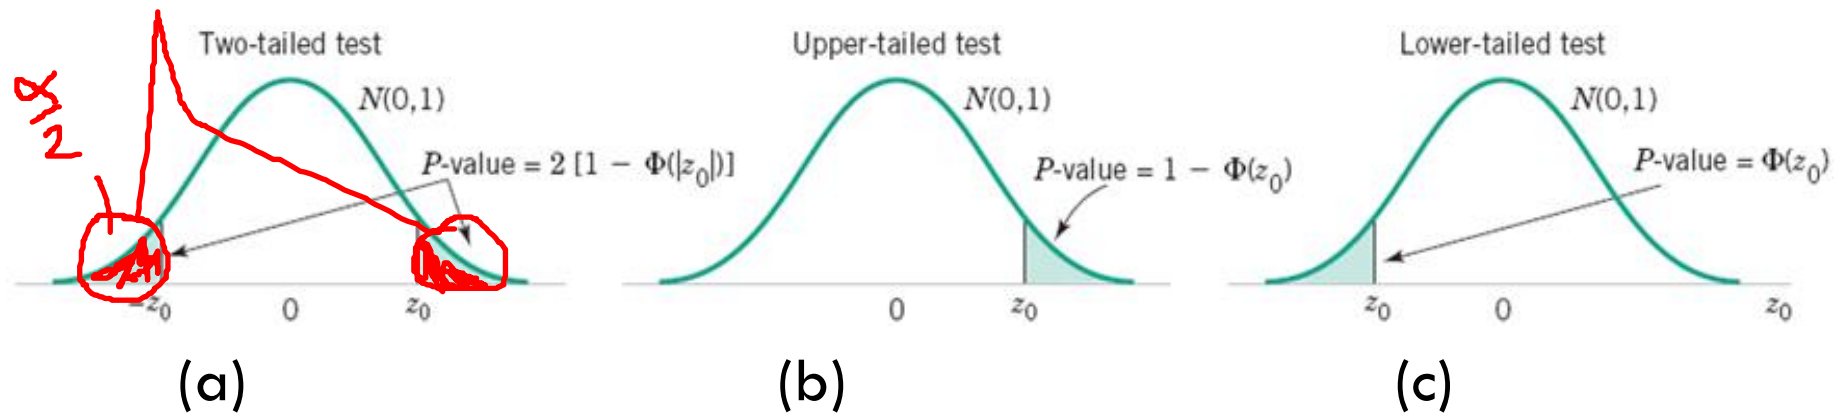 Two-tailed test
α/2
N(0,1)
P-value = 2 [1 − Φ(|z₀|)]
−z₀ 0 z₀
(a)
Upper-tailed test
N(0,1)
P-value = 1 − Φ(z₀)
0 z₀
(b)
Lower-tailed test
N(0,1)
P-value = Φ(z₀)
z₀ 0 z₀
(c)